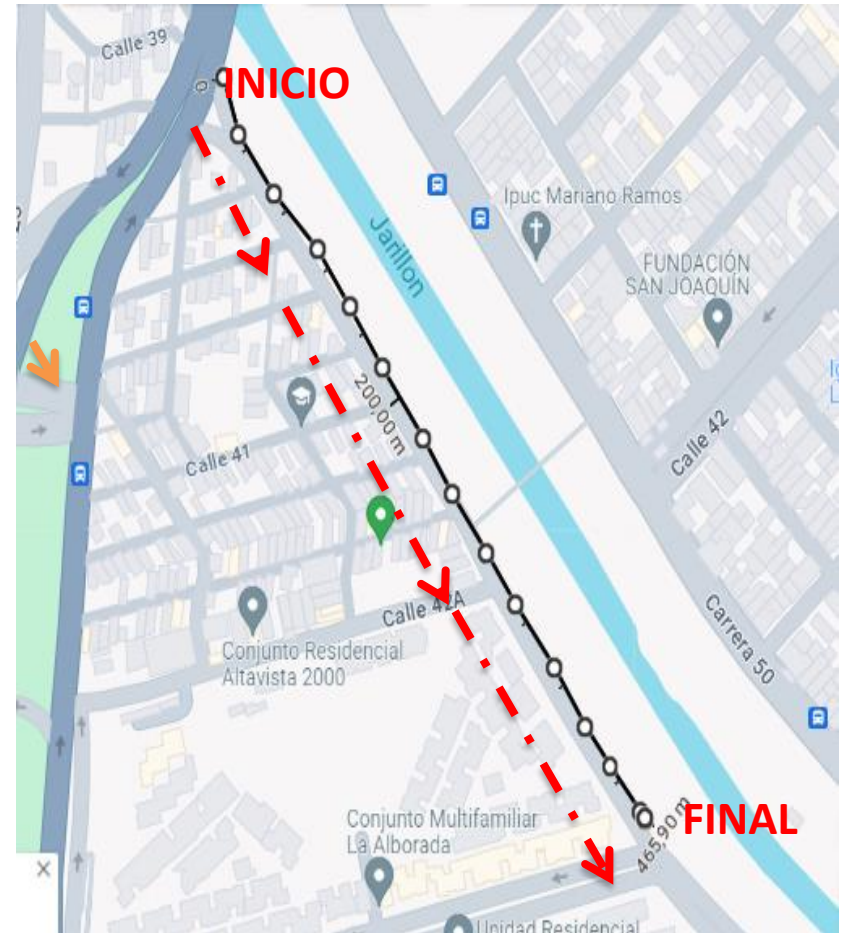 Calle 39
0
INICIO
Ipuc Mariano Ramos
Jarillon
FUNDACIÓN
SAN JOAQUÍN
200,00 m
Calle 42
Calle 41
Calle 42A
Carrera 50
Conjunto Residencial
Altavista 2000
Conjunto Multifamiliar
La Alborada
465,90 m
FINAL
Unidad Residencial